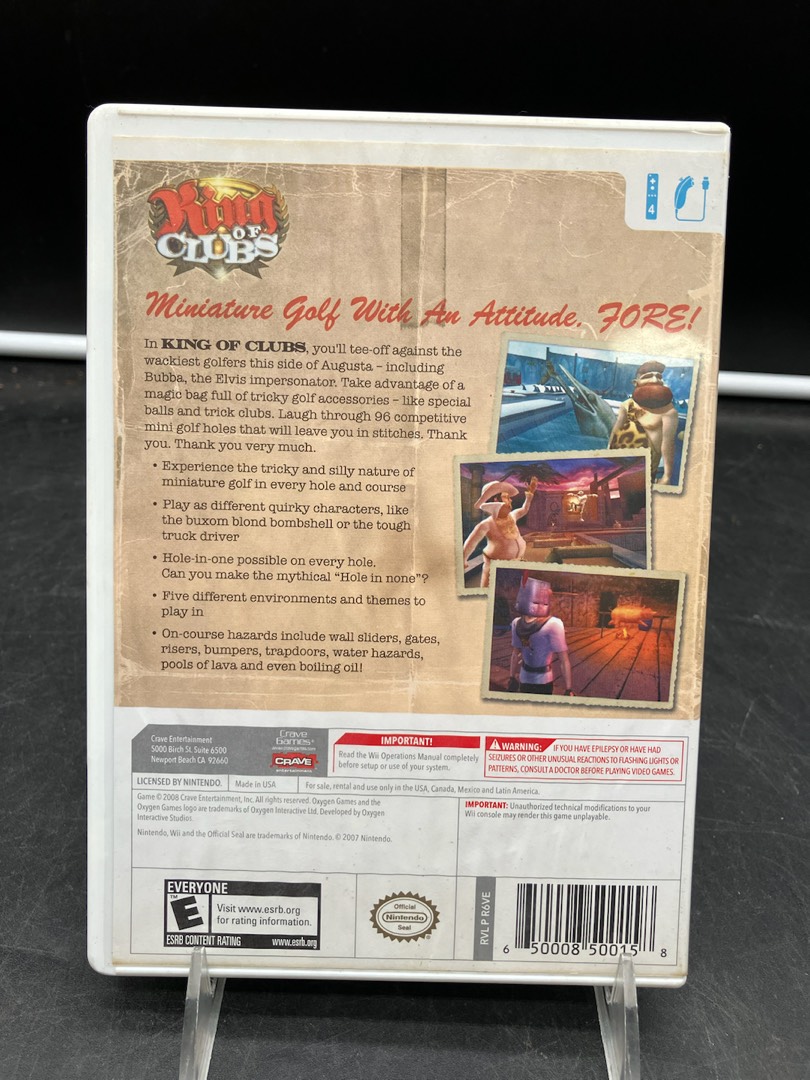 King
OF
CLUBS
4
Miniature Golf With An Attitude. FORE!
In KING OF CLUBS, you'll tee-off against the
wackiest golfers this side of Augusta – including
Bubba, the Elvis impersonator. Take advantage of a
magic bag full of tricky golf accessories – like special
balls and trick clubs. Laugh through 96 competitive
mini golf holes that will leave you in stitches. Thank
you. Thank you very much.
• Experience the tricky and silly nature of
miniature golf in every hole and course
• Play as different quirky characters, like
the buxom blond bombshell or the tough
truck driver
• Hole-in-one possible on every hole.
Can you make the mythical “Hole in none”?
• Five different environments and themes to
play in
• On-course hazards include wall sliders, gates,
risers, bumpers, trapdoors, water hazards,
pools of lava and even boiling oil!
Crave Entertainment
5000 Birch St. Suite 6500
Newport Beach CA 92660
Crave
Games
CRAVE
entertainment
IMPORTANT!
Read the Wii Operations Manual completely
before setup or use of your system.
WARNING: IF YOU HAVE EPILEPSY OR HAVE HAD
SEIZURES OR OTHER UNUSUAL REACTIONS TO FLASHING LIGHTS OR
PATTERNS, CONSULT A DOCTOR BEFORE PLAYING VIDEO GAMES.
LICENSED BY NINTENDO.
Made in USA
For sale, rental and use only in the USA, Canada, Mexico and Latin America.
Game © 2008 Crave Entertainment, Inc. All rights reserved. Oxygen Games and the
Oxygen Games logo are trademarks of Oxygen Interactive Ltd. Developed by Oxygen
Interactive Studios.
Nintendo, Wii and the Official Seal are trademarks of Nintendo. © 2007 Nintendo.
IMPORTANT: Unauthorized technical modifications to your
Wii console may render this game unplayable.
EVERYONE
E
Visit www.esrb.org
for rating information.
ESRB CONTENT RATING www.esrb.org
Official
Nintendo
Seal
RVL P R6VE
6 50008 50015 8